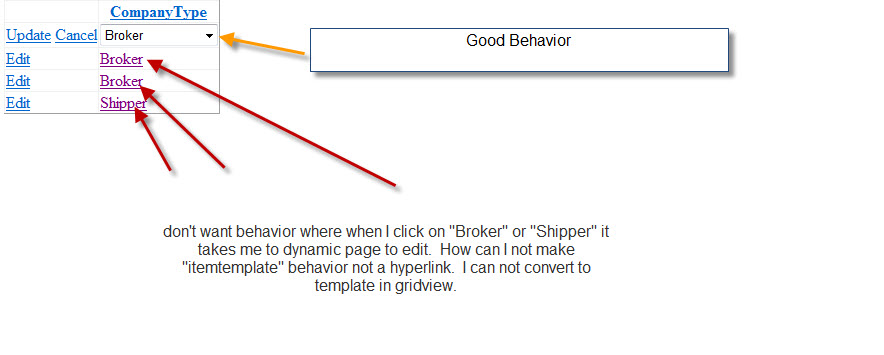 CompanyType
Update Cancel Broker
Good Behavior
Edit Broker
Edit Broker
Edit Shipper
don't want behavior where when I click on "Broker" or "Shipper" it
takes me to dynamic page to edit.  How can I not make
"itemtemplate" behavior not a hyperlink.  I can not convert to
template in gridview.